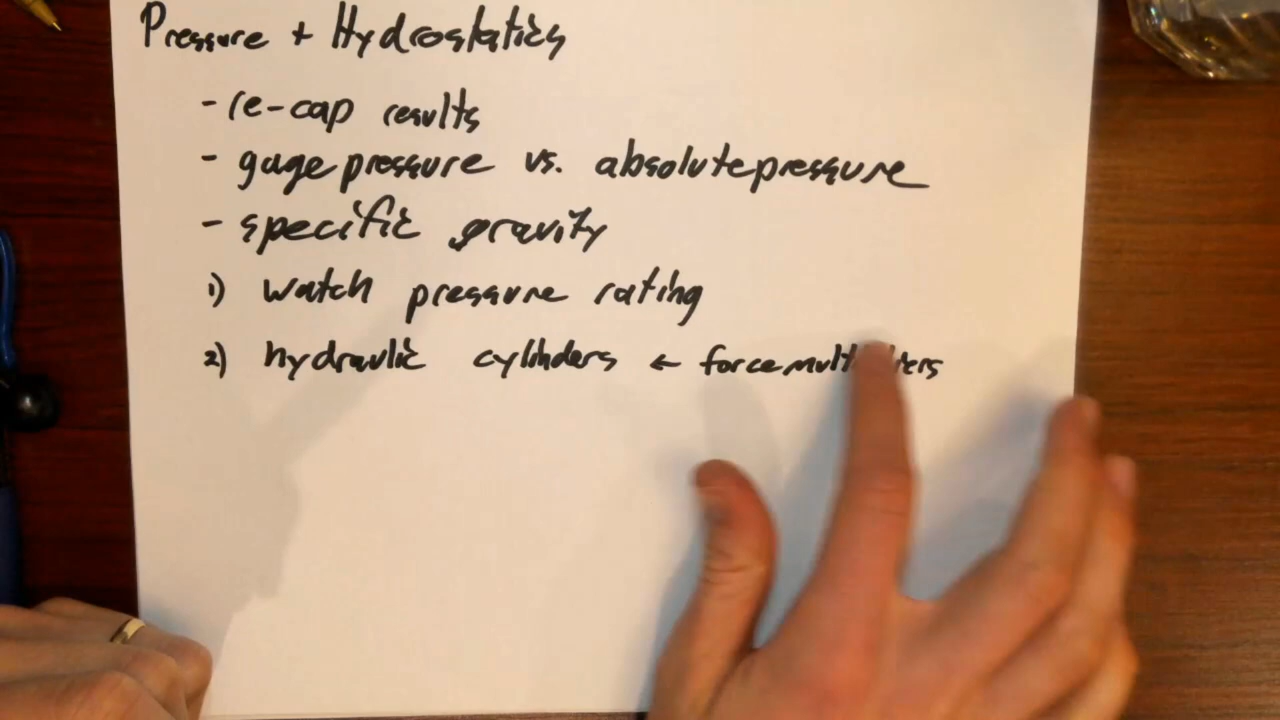 Pressure + Hydrostatics
- re-cap results
- gage pressure vs. absolute pressure
- specific gravity
1) watch pressure rating
2) hydraulic cylinders ←